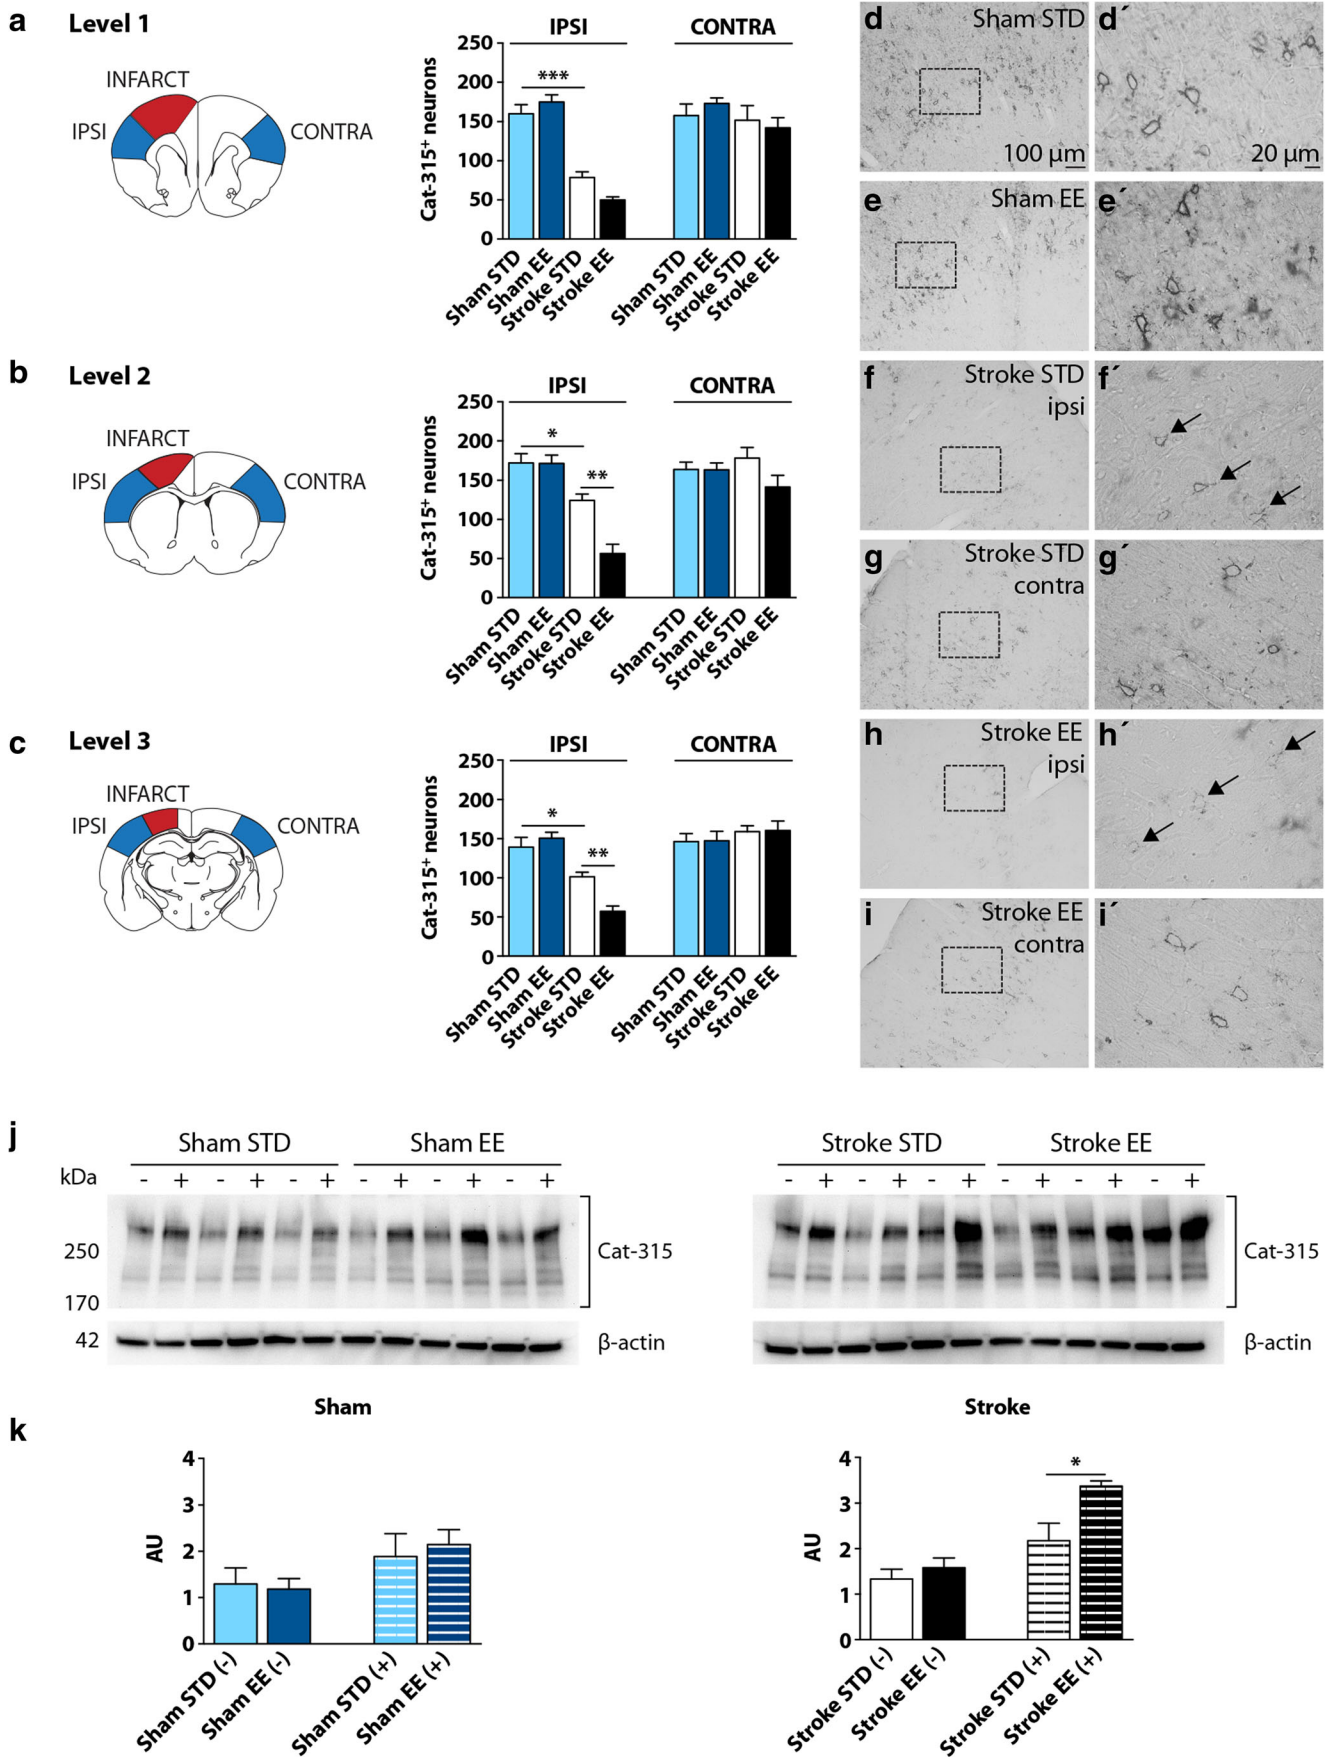 a Level 1
INFARCT
IPSI
CONTRA
IPSI CONTRA
Cat-315⁺ neurons
250
200
150
100
50
0
***
Sham STD
Sham EE
Stroke STD
Stroke EE
Sham STD
Sham EE
Stroke STD
Stroke EE
b Level 2
INFARCT
IPSI
CONTRA
IPSI CONTRA
Cat-315⁺ neurons
250
200
150
100
50
0
*
**
Sham STD
Sham EE
Stroke STD
Stroke EE
Sham STD
Sham EE
Stroke STD
Stroke EE
c Level 3
INFARCT
IPSI
CONTRA
IPSI CONTRA
Cat-315⁺ neurons
250
200
150
100
50
0
*
**
Sham STD
Sham EE
Stroke STD
Stroke EE
Sham STD
Sham EE
Stroke STD
Stroke EE
d Sham STD d´
100 µm 20 µm
e Sham EE e´
f Stroke STD f´
ipsi
g Stroke STD g´
contra
h Stroke EE h´
ipsi
i Stroke EE i´
contra
j
Sham STD Sham EE
kDa - + - + - + - + - + - +
250
170
42
Cat-315
β-actin
Stroke STD Stroke EE
- + - + - + - + - + - +
Cat-315
β-actin
k
Sham
AU
4
3
2
1
0
Sham STD (-)
Sham EE (-)
Sham STD (+)
Sham EE (+)
Stroke
AU
4
3
2
1
0
*
Stroke STD (-)
Stroke EE (-)
Stroke STD (+)
Stroke EE (+)